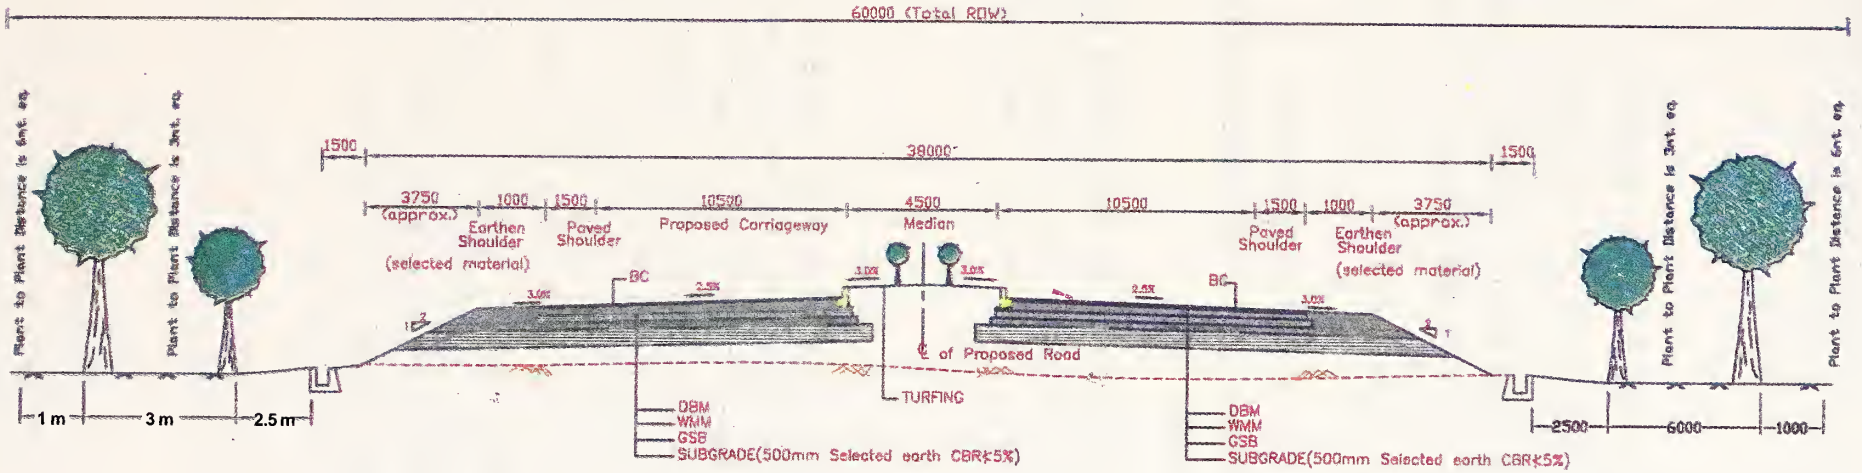 60000 (Total ROW)
Plant to Plant Distance is 6mt. eq.
Plant to Plant Distance is 3mt. eq.
Plant to Plant Distance is 3mt. eq.
Plant to Plant Distance is 6mt. eq.
1500 38000 1500
3750 1000 1500 10500 4500 10500 1500 1000 3750
(approx.) Earthen Shoulder Paved Shoulder Proposed Carriageway Median Paved Shoulder Earthen Shoulder (approx.)
(selected material) (selected material)
BC BC
3.0% 2.5% 3.0% 3.0% 2.5% 3.0%
2 1
2 1
℄ of Proposed Road
TURFING
DBM
WMM
GSB
SUBGRADE(500mm Selected earth CBR≮5%)
DBM
WMM
GSB
SUBGRADE(500mm Selected earth CBR≮5%)
1 m 3 m 2.5 m
2500 6000 1000